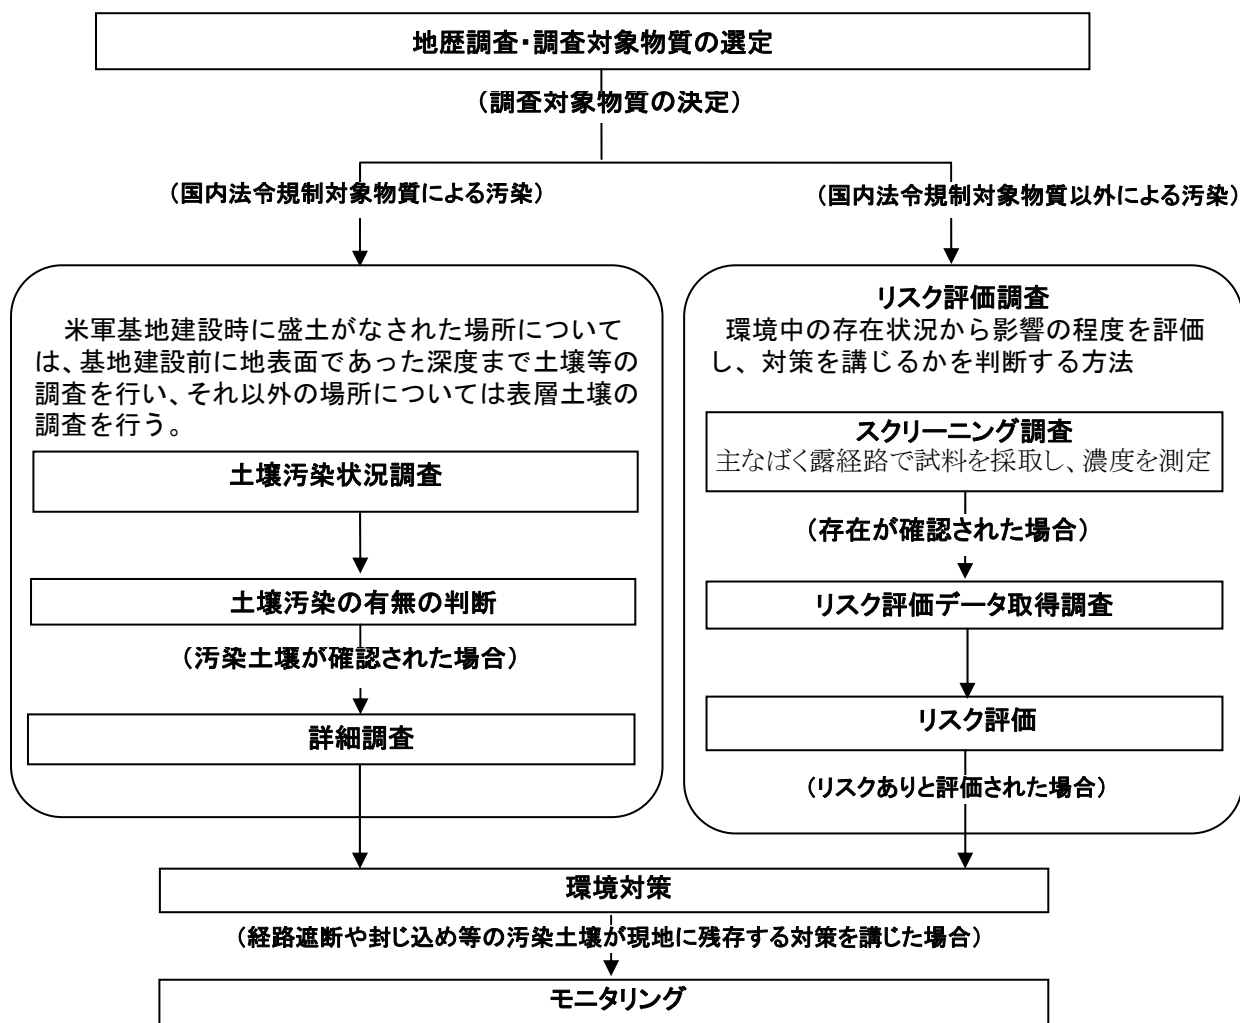 地歴調査・調査対象物質の選定
（調査対象物質の決定）
（国内法令規制対象物質による汚染）
米軍基地建設時に盛土がなされた場所について
は、基地建設前に地表面であった深度まで土壌等の
調査を行い、それ以外の場所については表層土壌の
調査を行う。
土壌汚染状況調査
土壌汚染の有無の判断
（汚染土壌が確認された場合）
詳細調査
（国内法令規制対象物質以外による汚染）
リスク評価調査
環境中の存在状況から影響の程度を評価
し、対策を講じるかを判断する方法
スクリーニング調査
主なばく露経路で試料を採取し、濃度を測定
（存在が確認された場合）
リスク評価データ取得調査
リスク評価
（リスクありと評価された場合）
環境対策
（経路遮断や封じ込め等の汚染土壌が現地に残存する対策を講じた場合）
モニタリング